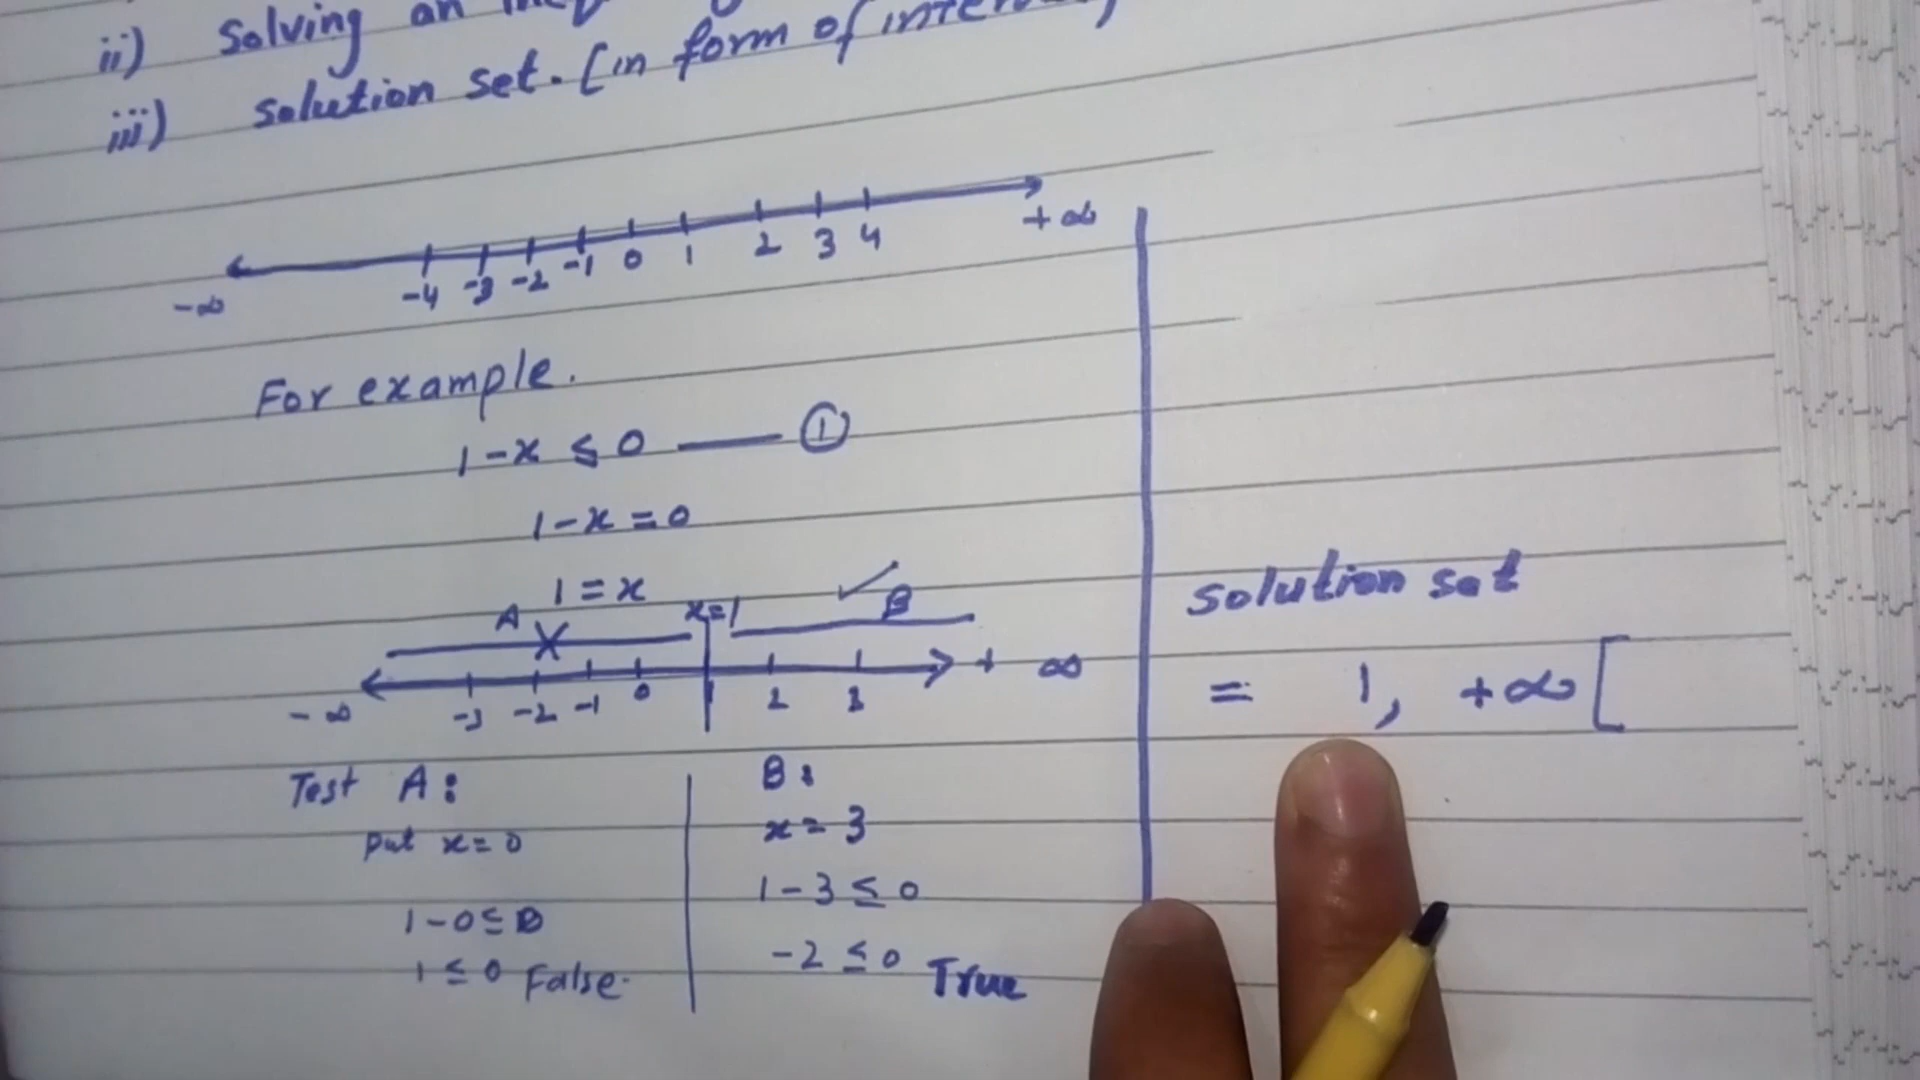 ii) Solving an
iii) solution set. [in form of
-∞ -4 -3 -2 -1 0 1 2 3 4 +∞
For example.
1-x ≤ 0 —— ①
1-x = 0
1 = x
A x=1 B
-∞ -3 -2 -1 0 1 2 3 + ∞
Test A:
put x = 0
1-0 ≤ 0
1 ≤ 0 False.
B:
x = 3
1-3 ≤ 0
-2 ≤ 0 True
solution set
= 1, +∞ [